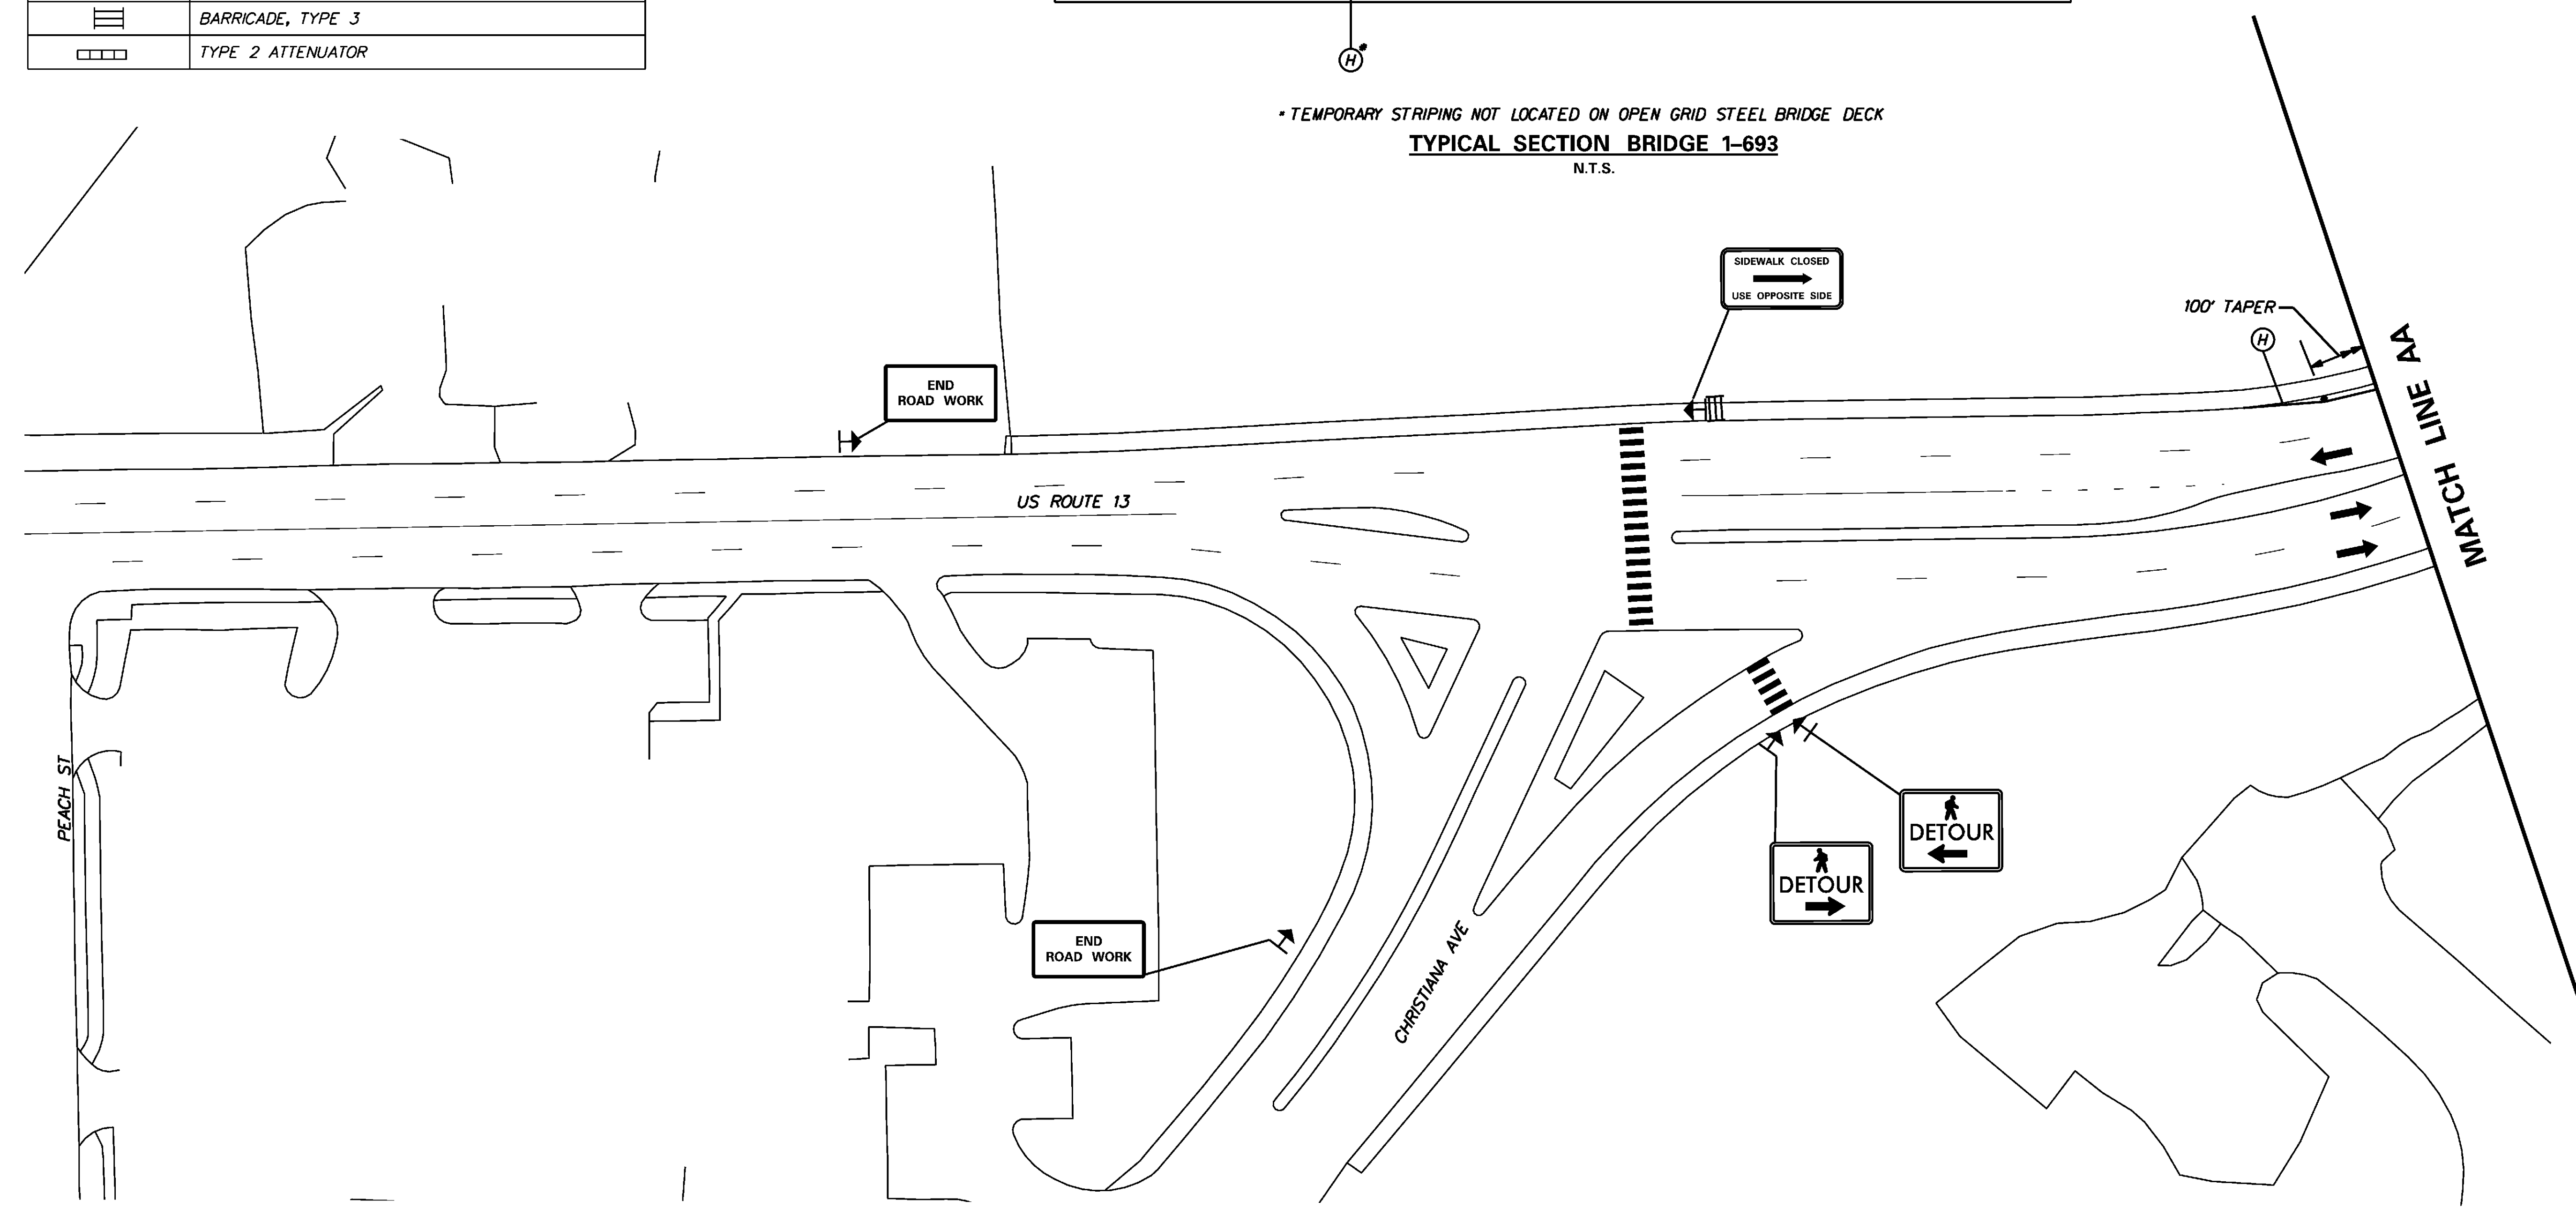 BARRICADE, TYPE 3
TYPE 2 ATTENUATOR
H*
* TEMPORARY STRIPING NOT LOCATED ON OPEN GRID STEEL BRIDGE DECK
TYPICAL SECTION BRIDGE 1-693
N.T.S.
SIDEWALK CLOSED
USE OPPOSITE SIDE
100' TAPER
H
MATCH LINE AA
END
ROAD WORK
US ROUTE 13
PEACH ST
DETOUR
DETOUR
END
ROAD WORK
CHRISTIANA AVE